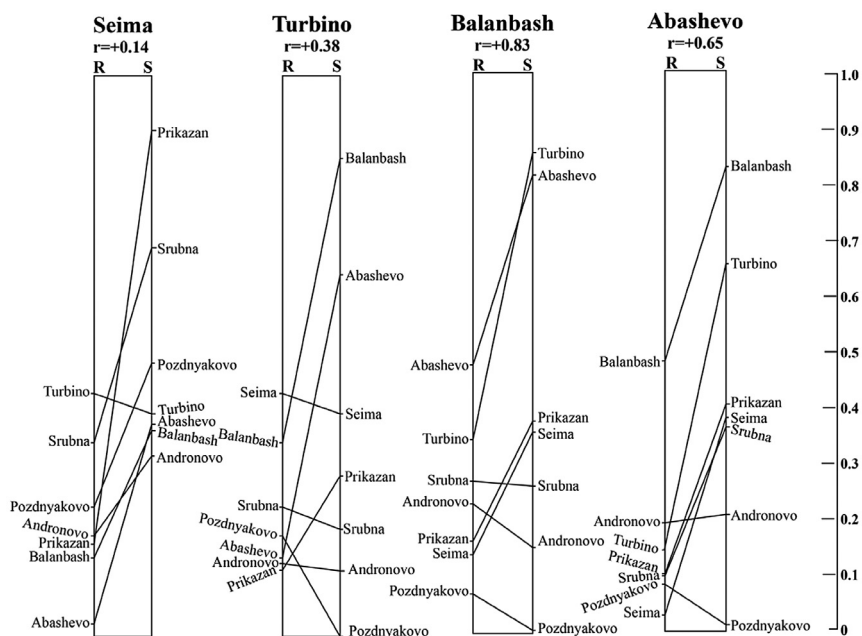 Seima
r=+0.14
R S
Prikazan
Srubna
Pozdnyakovo
Turbino
Turbino
Abashevo
Balanbash
Srubna
Andronovo
Pozdnyakovo
Andronovo
Prikazan
Balanbash
Abashevo
Turbino
r=+0.38
R S
Balanbash
Abashevo
Seima
Seima
Balanbash
Prikazan
Srubna
Pozdnyakovo
Srubna
Abashevo
Andronovo
Andronovo
Prikazan
Pozdnyakovo
Balanbash
r=+0.83
R S
Turbino
Abashevo
Abashevo
Prikazan
Seima
Turbino
Srubna
Srubna
Andronovo
Prikazan
Andronovo
Seima
Pozdnyakovo
Pozdnyakovo
Abashevo
r=+0.65
R S
Balanbash
Turbino
Balanbash
Prikazan
Seima
Srubna
Andronovo
Andronovo
Turbino
Prikazan
Srubna
Pozdnyakovo
Seima
Pozdnyakovo
1.0
0.9
0.8
0.7
0.6
0.5
0.4
0.3
0.2
0.1
0